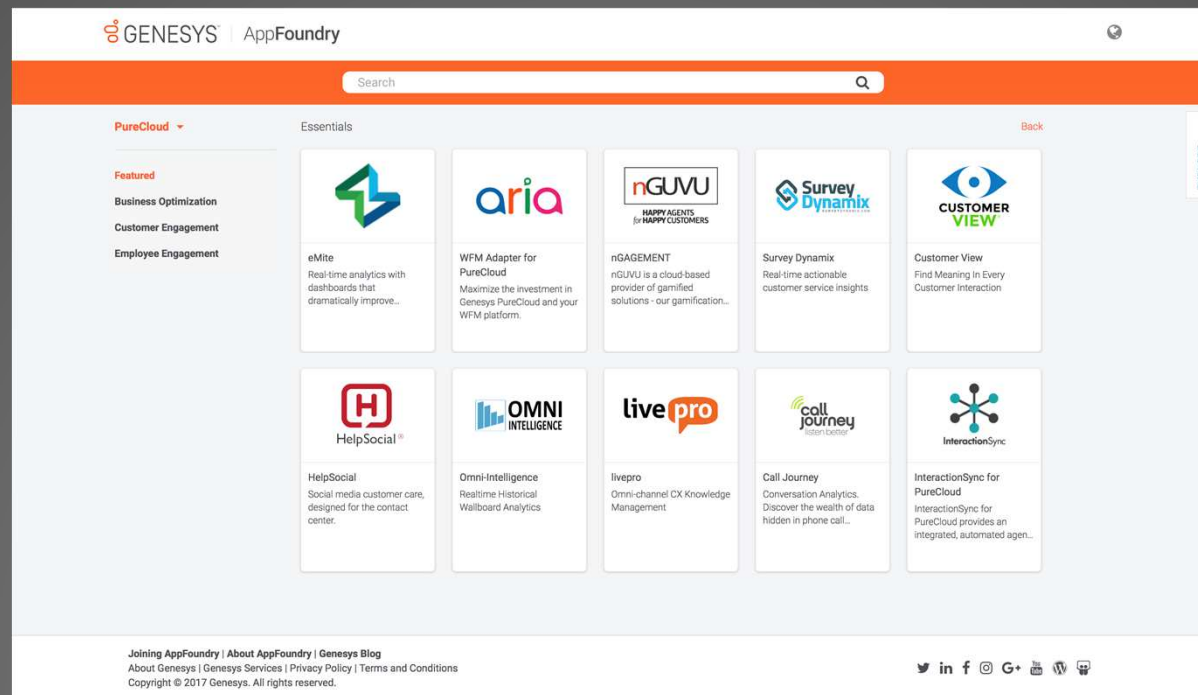 GENESYS | AppFoundry
Search
PureCloud
Essentials
Back
Featured
Business Optimization
Customer Engagement
Employee Engagement
aria
nGUVU
HAPPY AGENTS
for HAPPY CUSTOMERS
Survey
Dynamix
CUSTOMER
VIEW
eMite
Real-time analytics with
dashboards that
dramatically improve...
WFM Adapter for
PureCloud
Maximize the investment in
Genesys PureCloud and your
WFM platform.
nGAGEMENT
nGUVU is a cloud-based
provider of gamified
solutions - our gamification...
Survey Dynamix
Real-time actionable
customer service insights
Customer View
Find Meaning In Every
Customer Interaction
H
HelpSocial®
OMNI
INTELLIGENCE
live pro
call
journey
listen better
InteractionSync
HelpSocial
Social media customer care,
designed for the contact
center.
Omni-Intelligence
Realtime Historical
Wallboard Analytics
livepro
Omni-channel CX Knowledge
Management
Call Journey
Conversation Analytics.
Discover the wealth of data
hidden in phone call...
InteractionSync for
PureCloud
InteractionSync for
PureCloud provides an
integrated, automated agen...
Joining AppFoundry | About AppFoundry | Genesys Blog
About Genesys | Genesys Services | Privacy Policy | Terms and Conditions
Copyright © 2017 Genesys. All rights reserved.